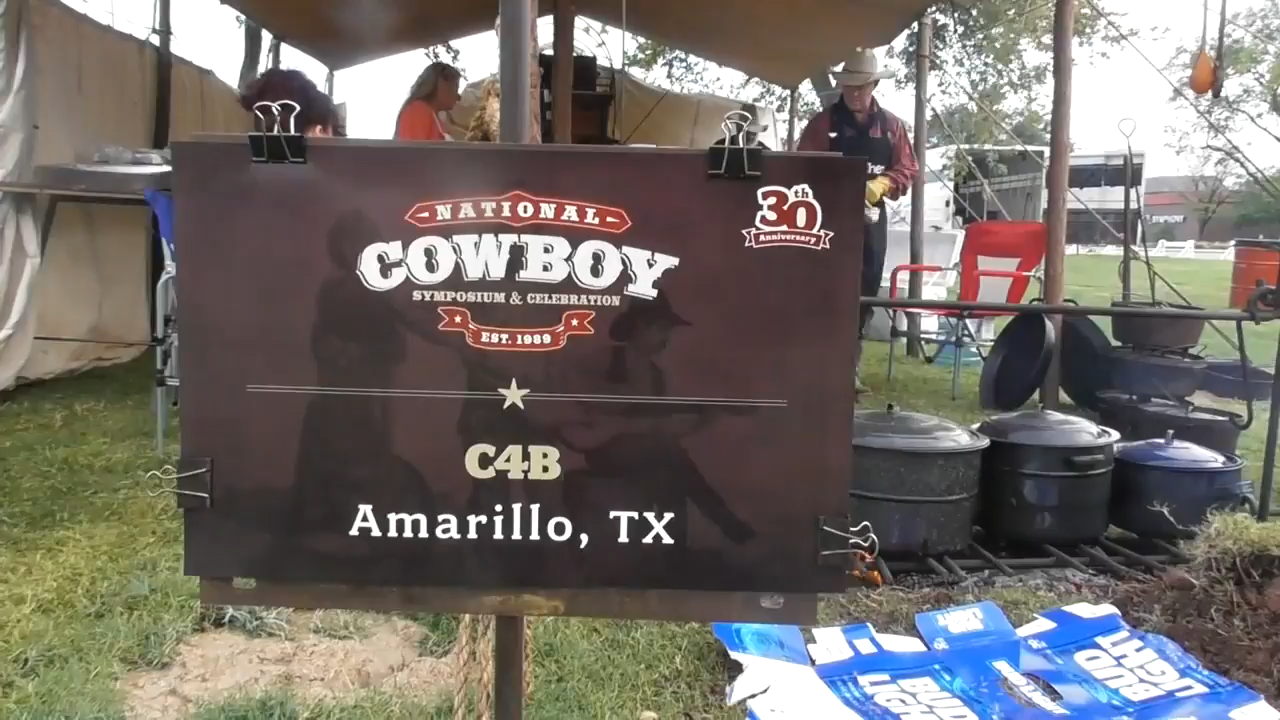 NATIONAL
COWBOY
SYMPOSIUM & CELEBRATION
EST. 1989
30th
Anniversary
C4B
Amarillo, TX
BUD
LIGHT
BUD
LIGHT